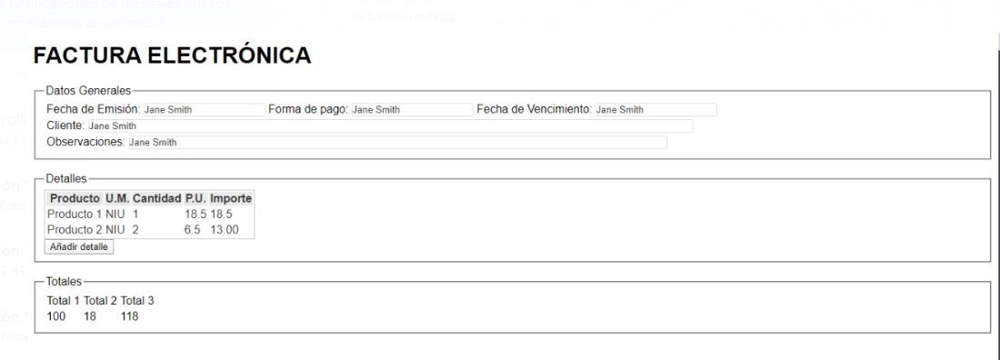 ya tienen ventajas
FACTURA ELECTRÓNICA
Datos Generales
Fecha de Emisión: Jane Smith Forma de pago: Jane Smith Fecha de Vencimiento: Jane Smith
Cliente: Jane Smith
Observaciones: Jane Smith
Detalles
Producto U.M. Cantidad P.U. Importe
Producto 1 NIU 1 18.5 18.5
Producto 2 NIU 2 6.5 13.00
Añadir detalle
Totales
Total 1 Total 2 Total 3
100 18 118